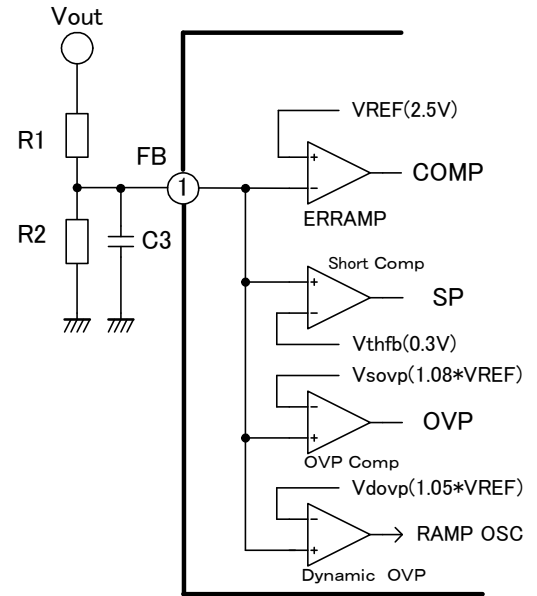 Vout
R1
R2
C3
FB
1
VREF(2.5V)
COMP
ERRAMP
Short Comp
SP
Vthfb(0.3V)
Vsovp(1.08*VREF)
OVP
OVP Comp
Vdovp(1.05*VREF)
RAMP OSC
Dynamic OVP